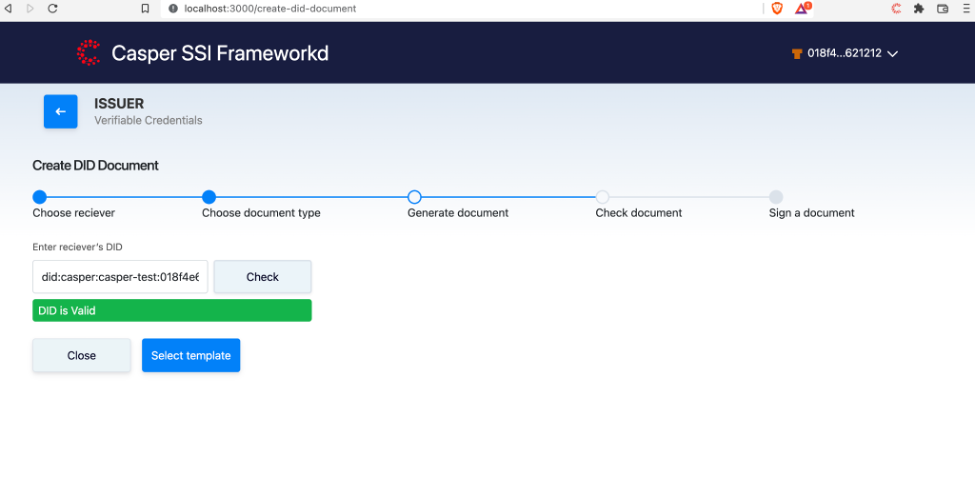 localhost:3000/create-did-document
Casper SSI Frameworkd
018f4...621212
ISSUER
Verifiable Credentials
Create DID Document
Choose reciever
Choose document type
Generate document
Check document
Sign a document
Enter reciever's DID
did:casper:casper-test:018f4e6
Check
DID is Valid
Close
Select template